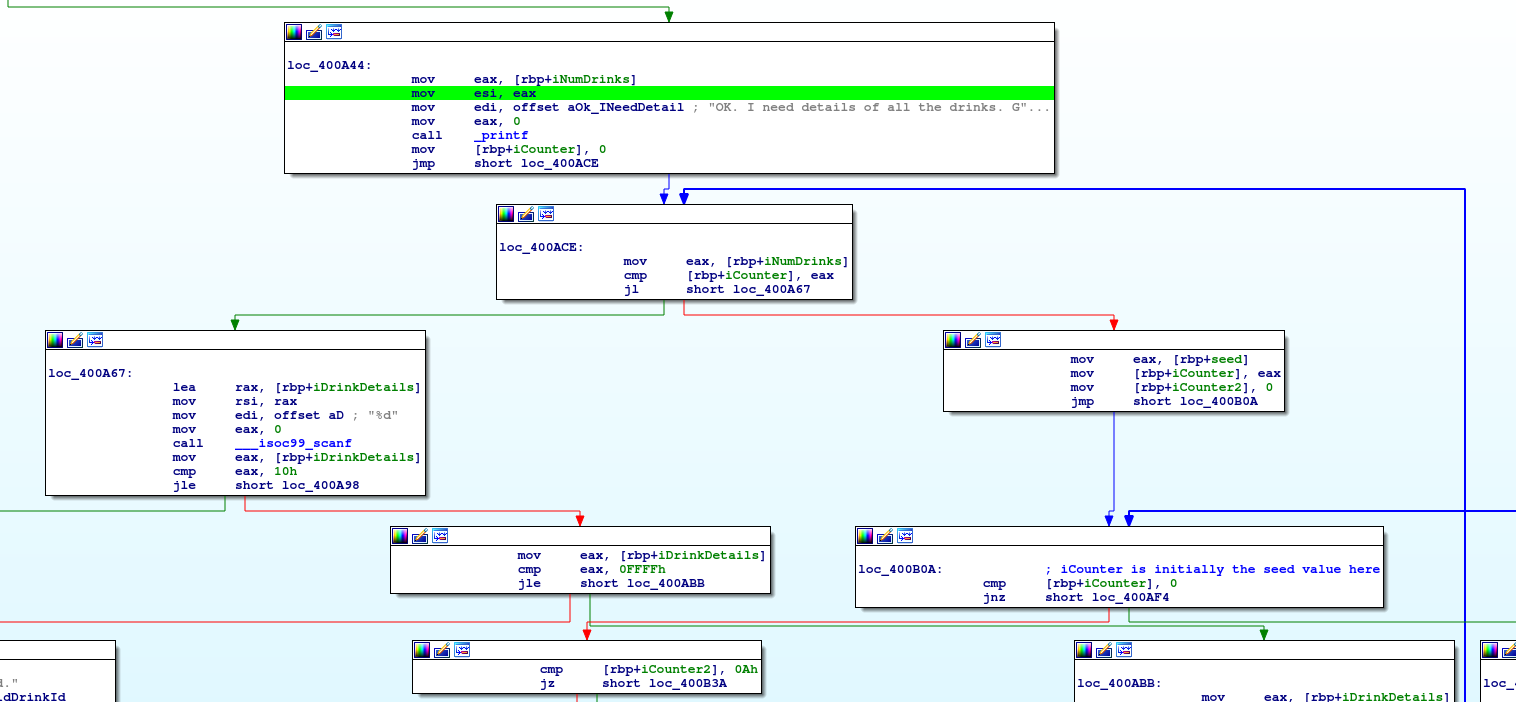 loc_400A44:
mov eax, [rbp+iNumDrinks]
mov esi, eax
mov edi, offset aOk_INeedDetail ; "OK. I need details of all the drinks. G"...
mov eax, 0
call _printf
mov [rbp+iCounter], 0
jmp short loc_400ACE
loc_400ACE:
mov eax, [rbp+iNumDrinks]
cmp [rbp+iCounter], eax
jl short loc_400A67
loc_400A67:
lea rax, [rbp+iDrinkDetails]
mov rsi, rax
mov edi, offset aD ; "%d"
mov eax, 0
call ___isoc99_scanf
mov eax, [rbp+iDrinkDetails]
cmp eax, 10h
jle short loc_400A98
mov eax, [rbp+seed]
mov [rbp+iCounter], eax
mov [rbp+iCounter2], 0
jmp short loc_400B0A
mov eax, [rbp+iDrinkDetails]
cmp eax, 0FFFFh
jle short loc_400ABB
loc_400B0A: ; iCounter is initially the seed value here
cmp [rbp+iCounter], 0
jnz short loc_400AF4
d."
ldDrinkId
cmp [rbp+iCounter2], 0Ah
jz short loc_400B3A
loc_400ABB:
mov eax, [rbp+iDrinkDetails]
loc_